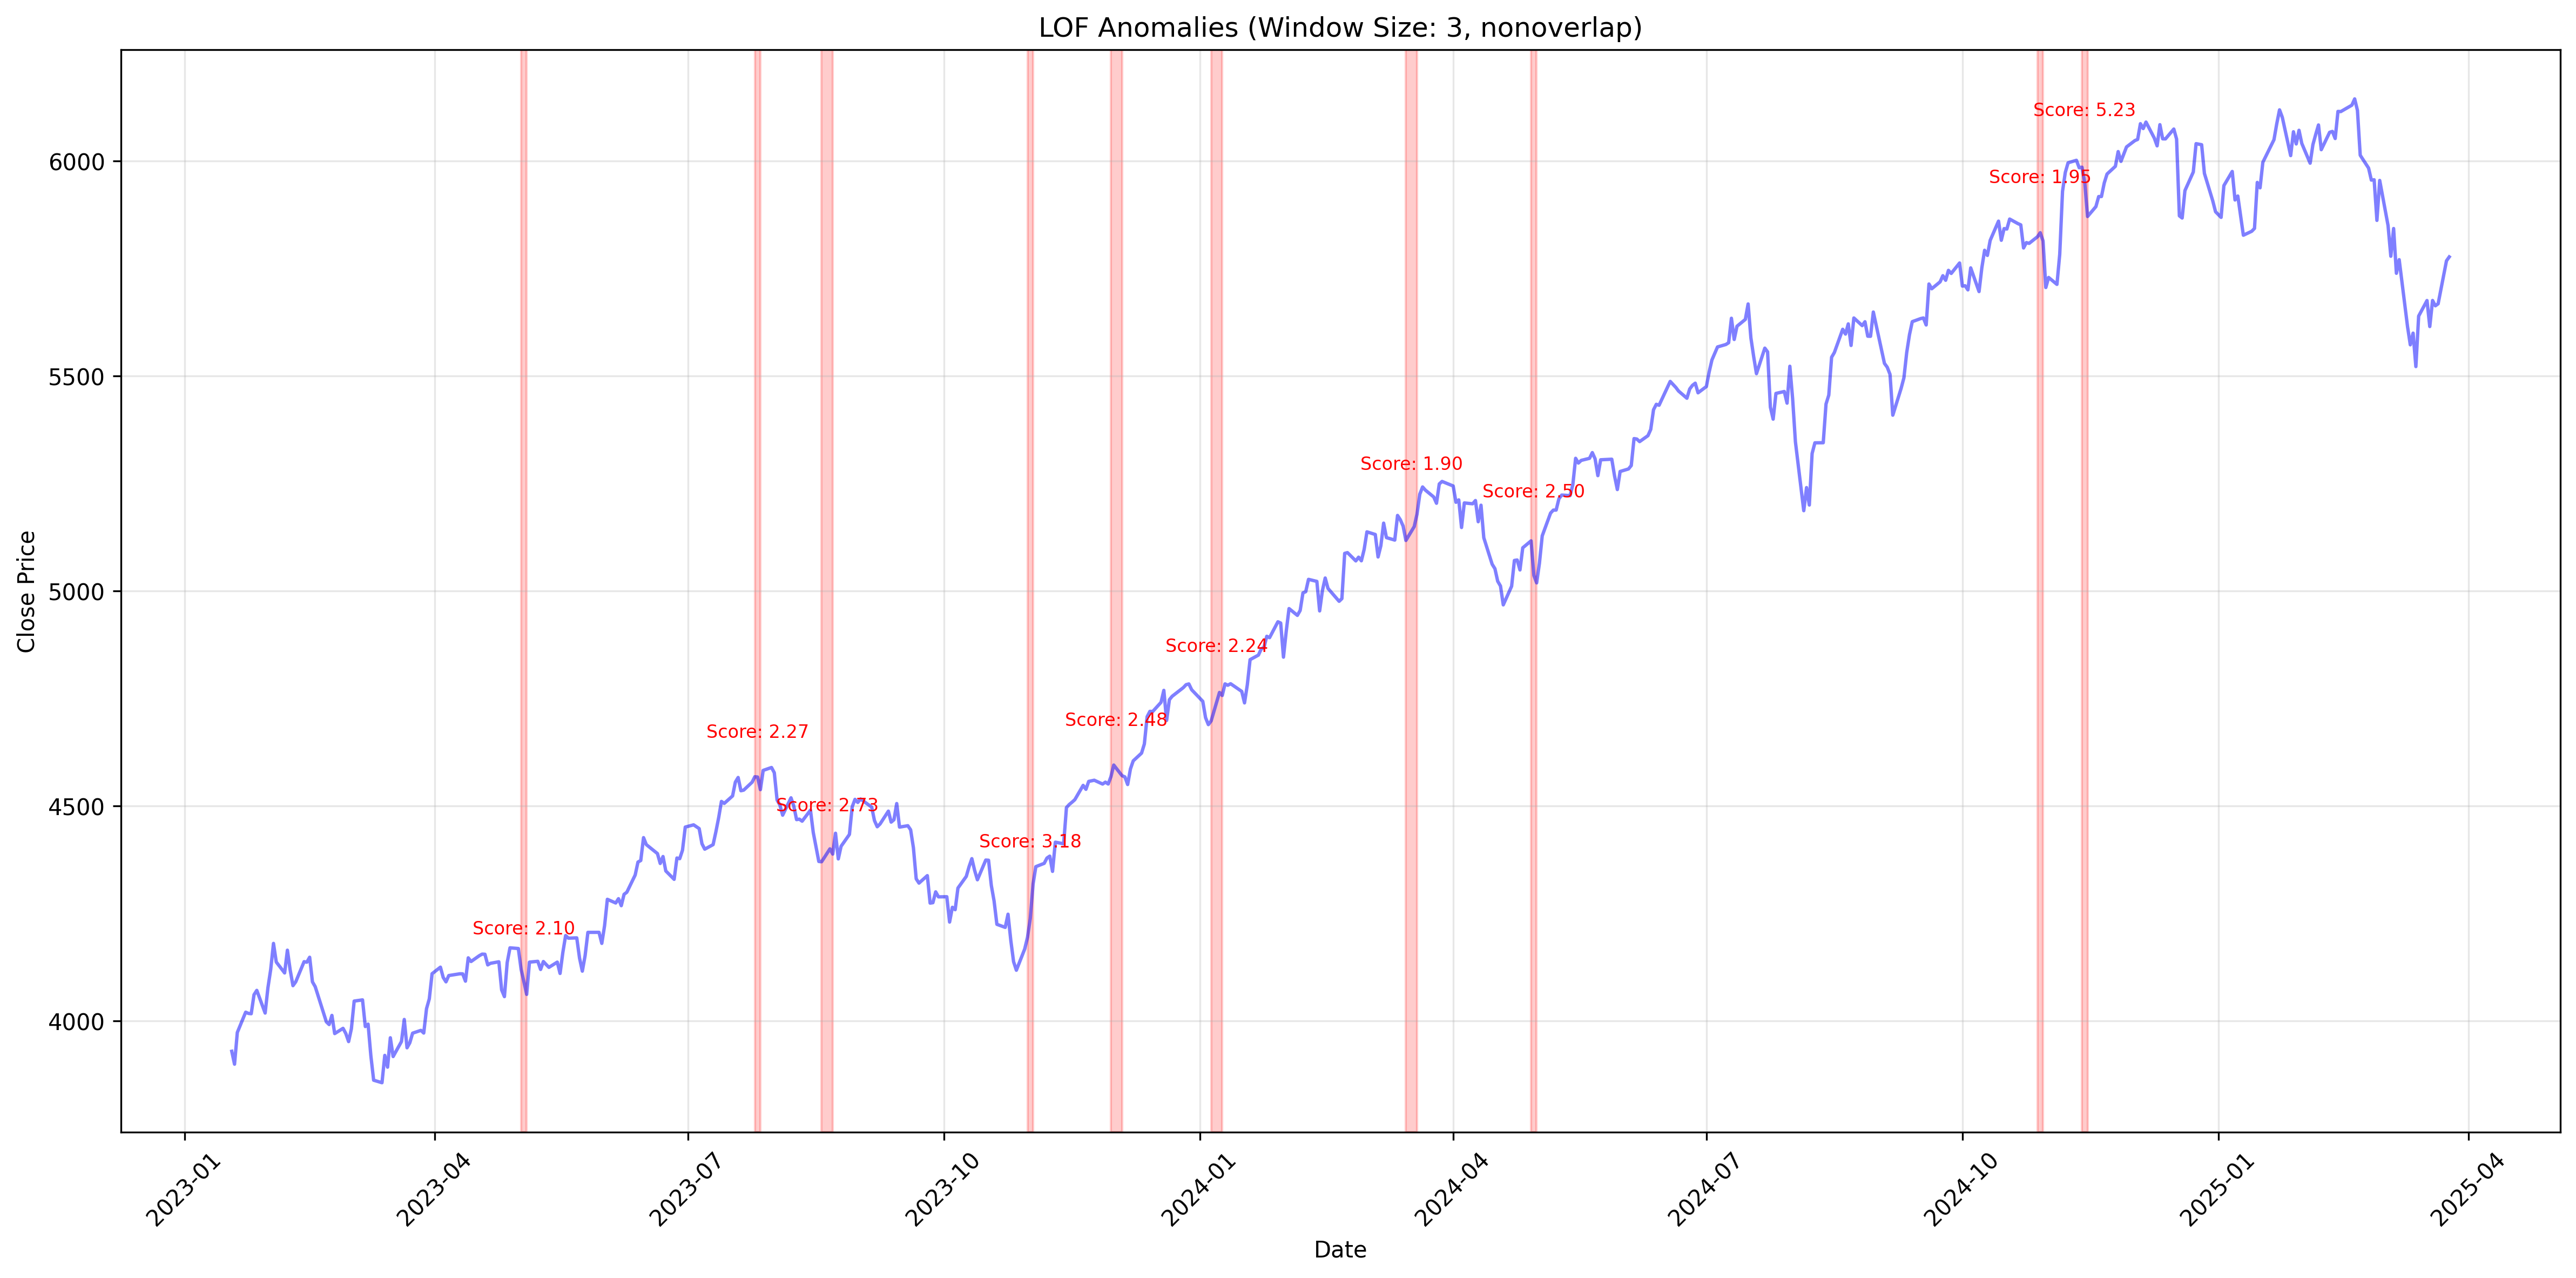 LOF Anomalies (Window Size: 3, nonoverlap)
Score: 5.23
6000
Score: 1.95
5500
Score: 1.90
Score: 2.50
Close Price
5000
Score: 2.24
Score: 2.48
Score: 2.27
4500
Score: 2.73
Score: 3.18
Score: 2.10
4000
2023-01
2023-04
2023-07
2023-10
2024-01
2024-04
2024-07
2024-10
2025-01
2025-04
Date